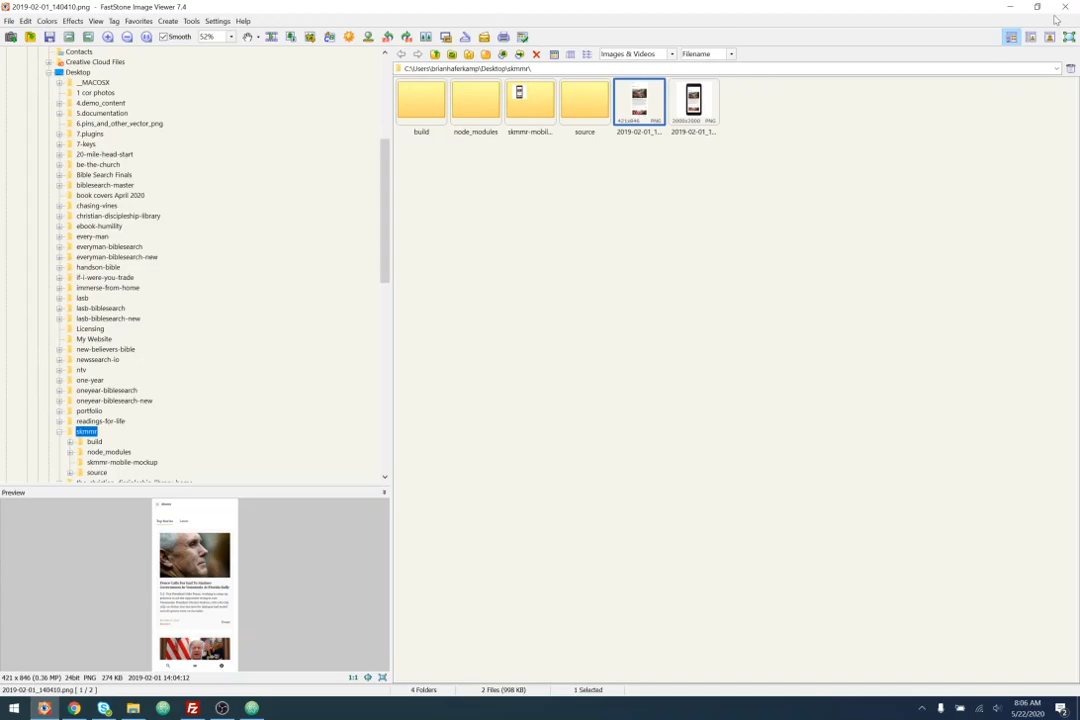 2019-02-01_140410.png - FastStone Image Viewer 7.4
File Edit Colors Effects View Tag Favorites Create Tools Settings Help
Smooth 52%
Images & Videos Filename
C:\Users\brianhaferkamp\Desktop\skmmr\
Contacts
Creative Cloud Files
Desktop
__MACOSX
1 cor photos
4.demo_content
5.documentation
6.pins_and_other_vector_png
7.plugins
7-keys
20-mile-head-start
be-the-church
Bible Search Finals
biblesearch-master
book covers April 2020
chasing-vines
christian-discipleship-library
ebook-humility
every-man
everyman-biblesearch
everyman-biblesearch-new
handson-bible
if-i-were-you-trade
immerse-from-home
lasb
lasb-biblesearch
lasb-biblesearch-new
Licensing
My Website
new-believers-bible
newssearch-io
ntv
one-year
oneyear-biblesearch
oneyear-biblesearch-new
portfolio
readings-for-life
skmmr
build
node_modules
skmmr-mobile-mockup
source
build node_modules skmmr-mobil... source 2019-02-01_1... 2019-02-01_1...
421x846 PNG 2000x2000 PNG
Preview
Top Stories
421 x 846 (0.36 MP) 24bit PNG 274 KB 2019-02-01 14:04:12
1:1
2019-02-01_140410.png [ 1 / 2 ]
4 Folders 2 Files (998 KB) 1 Selected
8:06 AM
5/22/2020
2